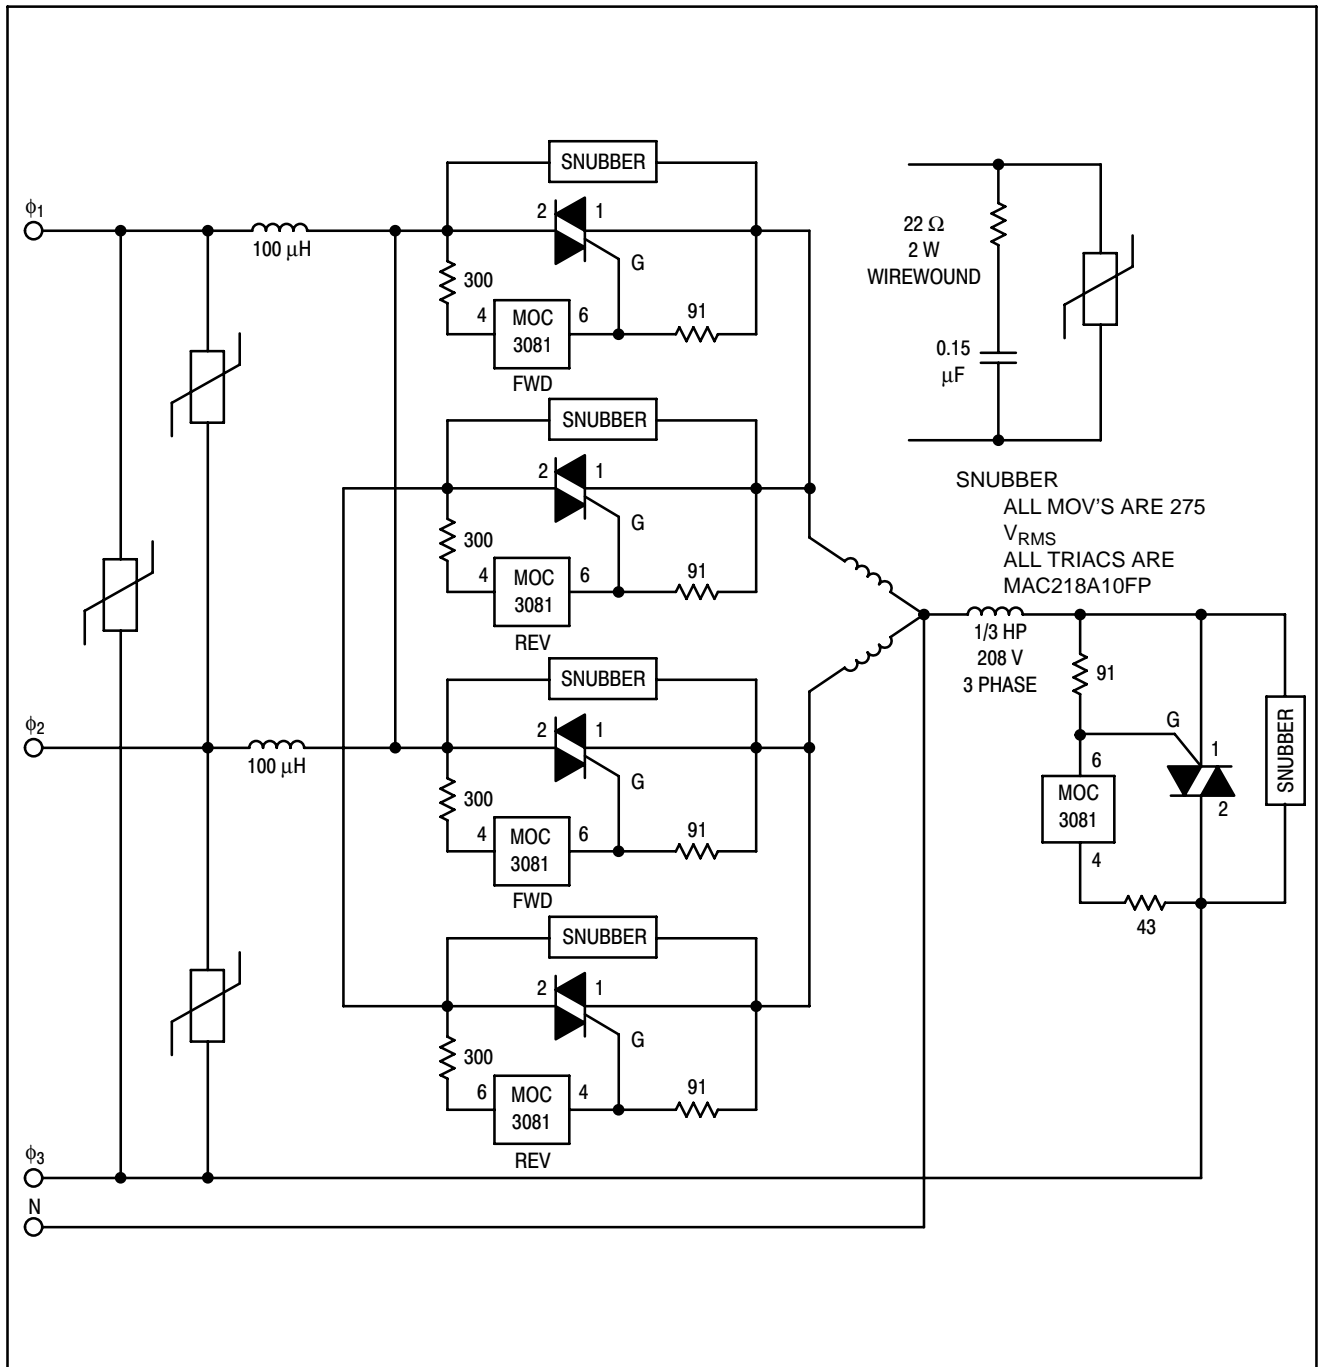 SNUBBER
ϕ1
2 1
100 μH
G
300
91
4 MOC 3081 6
FWD
SNUBBER
2 1
G
300
91
4 MOC 3081 6
REV
22 Ω
2 W
WIREWOUND
0.15
μF
SNUBBER
ALL MOV'S ARE 275
VRMS
ALL TRIACS ARE
MAC218A10FP
1/3 HP
208 V
3 PHASE
91
G
1
2
6
MOC
3081
4
43
SNUBBER
SNUBBER
ϕ2
2 1
100 μH
G
300
91
4 MOC 3081 6
FWD
SNUBBER
2 1
G
300
91
6 MOC 3081 4
REV
ϕ3
N